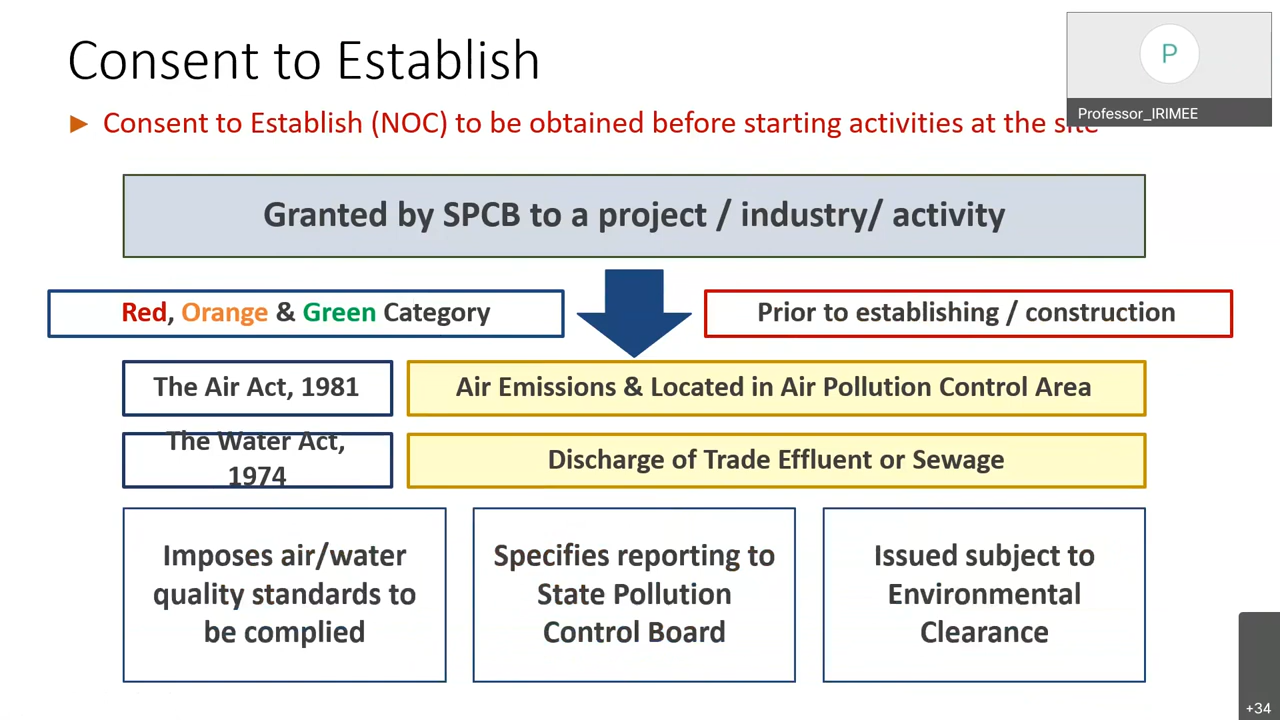 Consent to Establish
P
Professor_IRIMEE
► Consent to Establish (NOC) to be obtained before starting activities at the site
Granted by SPCB to a project / industry/ activity
Red, Orange & Green Category
Prior to establishing / construction
The Air Act, 1981
Air Emissions & Located in Air Pollution Control Area
The Water Act,
1974
Discharge of Trade Effluent or Sewage
Imposes air/water
quality standards to
be complied
Specifies reporting to
State Pollution
Control Board
Issued subject to
Environmental
Clearance
+34